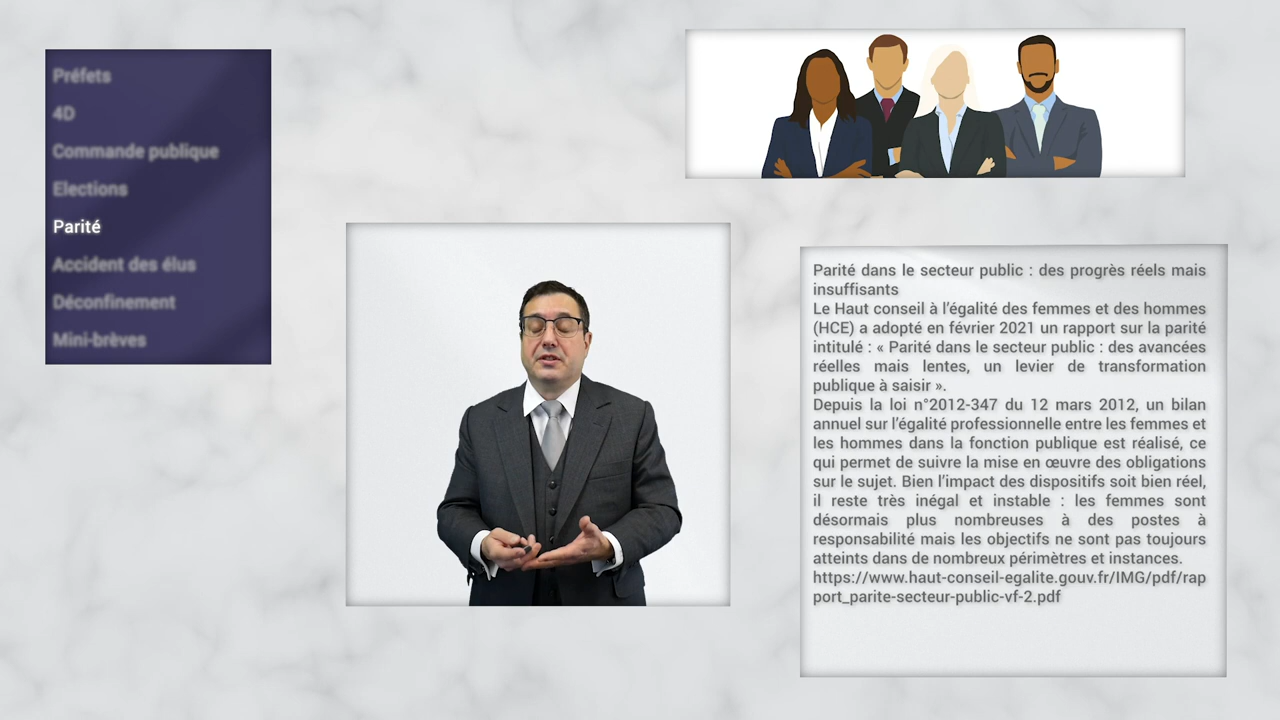 Préfets
4D
Commande publique
Elections
Parité
Accident des élus
Déconfinement
Mini-brèves
Parité dans le secteur public : des progrès réels mais
insuffisants
Le Haut conseil à l'égalité des femmes et des hommes
(HCE) a adopté en février 2021 un rapport sur la parité
intitulé : « Parité dans le secteur public : des avancées
réelles mais lentes, un levier de transformation
publique à saisir ».
Depuis la loi n°2012-347 du 12 mars 2012, un bilan
annuel sur l'égalité professionnelle entre les femmes et
les hommes dans la fonction publique est réalisé, ce
qui permet de suivre la mise en œuvre des obligations
sur le sujet. Bien l'impact des dispositifs soit bien réel,
il reste très inégal et instable : les femmes sont
désormais plus nombreuses à des postes à
responsabilité mais les objectifs ne sont pas toujours
atteints dans de nombreux périmètres et instances.
https://www.haut-conseil-egalite.gouv.fr/IMG/pdf/rap
port_parite-secteur-public-vf-2.pdf